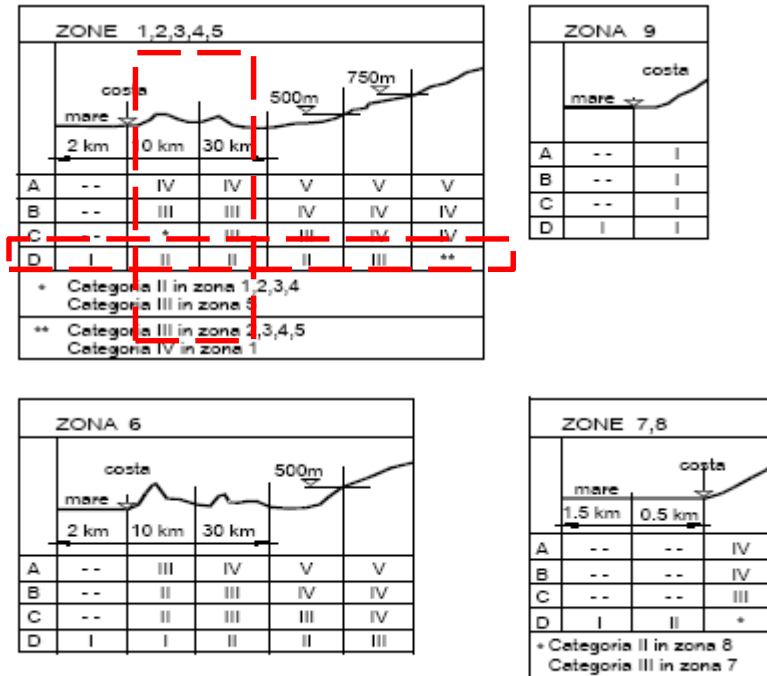 ZONE 1,2,3,4,5
costa
500m
750m
mare
2 km 10 km 30 km
A -- IV IV V V V
B -- III III IV IV IV
C -- * III III IV IV
D I II II II III **
* Categoria II in zona 1,2,3,4
Categoria III in zona 5
** Categoria III in zona 2,3,4,5
Categoria IV in zona 1
ZONA 9
costa
mare
A -- I
B -- I
C -- I
D I I
ZONA 6
costa
500m
mare
2 km 10 km 30 km
A -- III IV V V
B -- II III IV IV
C -- II III III IV
D I I II II III
ZONE 7,8
costa
mare
1.5 km 0.5 km
A -- -- IV
B -- -- IV
C -- -- III
D I II *
* Categoria II in zona 8
Categoria III in zona 7